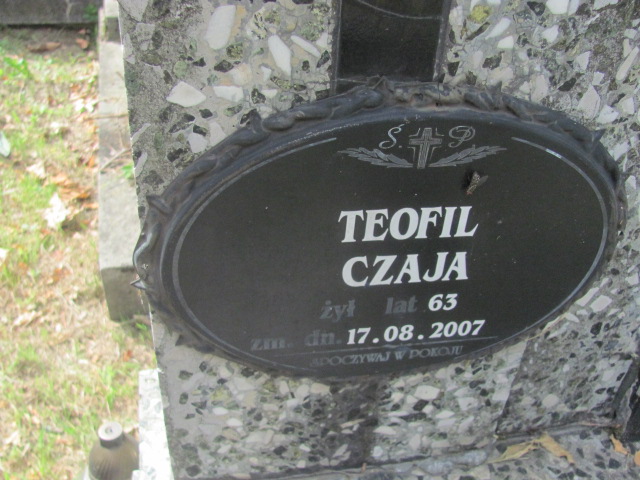 Ś. P
TEOFIL
CZAJA
żył lat 63
zm. dn. 17.08.2007
SPOCZYWAJ W POKOJU